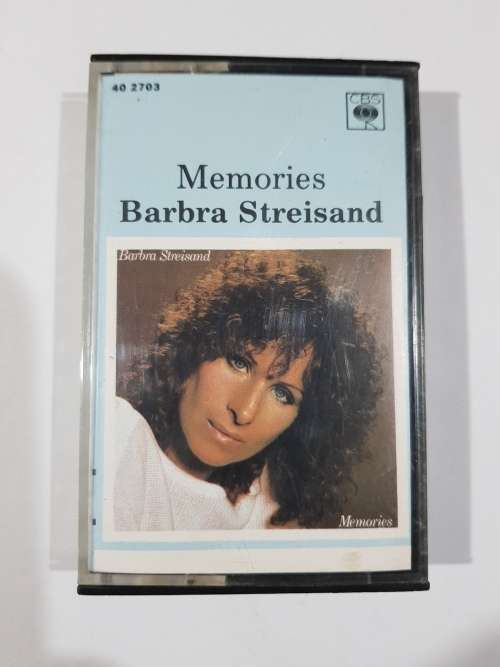 40 2703
CBS
K
Memories
Barbra Streisand
Barbra Streisand
Memories